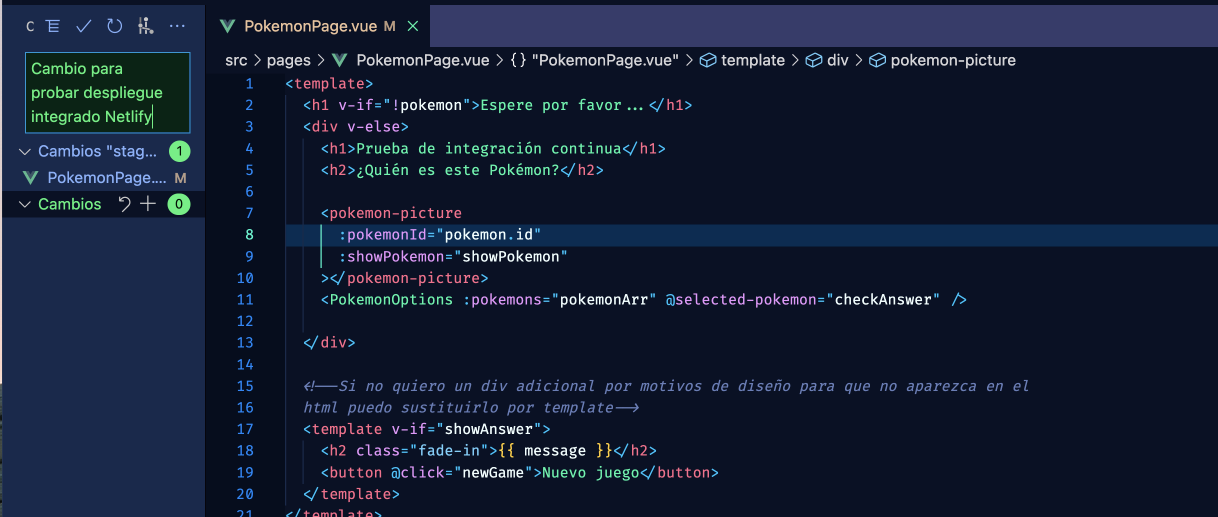 C
PokemonPage.vue M
Cambio para
probar despliegue
integrado Netlify
Cambios "stag... 1
PokemonPage.... M
Cambios 0
src > pages > PokemonPage.vue > {} "PokemonPage.vue" > template > div > pokemon-picture
1 <template>
2 <h1 v-if="!pokemon">Espere por favor...</h1>
3 <div v-else>
4 <h1>Prueba de integración continua</h1>
5 <h2>¿Quién es este Pokémon?</h2>
6
7 <pokemon-picture
8 :pokemonId="pokemon.id"
9 :showPokemon="showPokemon"
10 ></pokemon-picture>
11 <PokemonOptions :pokemons="pokemonArr" @selected-pokemon="checkAnswer" />
12
13 </div>
14
15 <!--Si no quiero un div adicional por motivos de diseño para que no aparezca en el
16 html puedo sustituirlo por template-->
17 <template v-if="showAnswer">
18 <h2 class="fade-in">{{ message }}</h2>
19 <button @click="newGame">Nuevo juego</button>
20 </template>
21 </template>